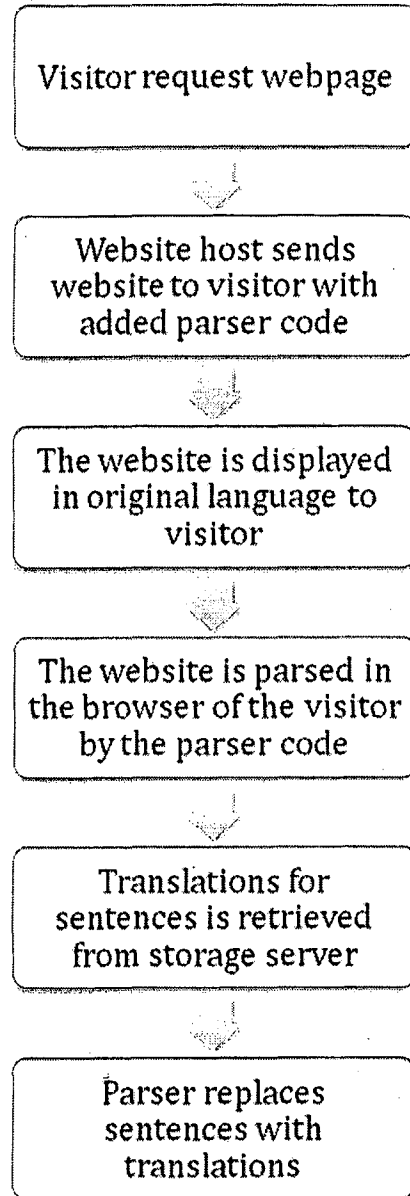 Visitor request webpage
Website host sends
website to visitor with
added parser code
The website is displayed
in original language to
visitor
The website is parsed in
the browser of the visitor
by the parser code
Translations for
sentences is retrieved
from storage server
Parser replaces
sentences with
translations